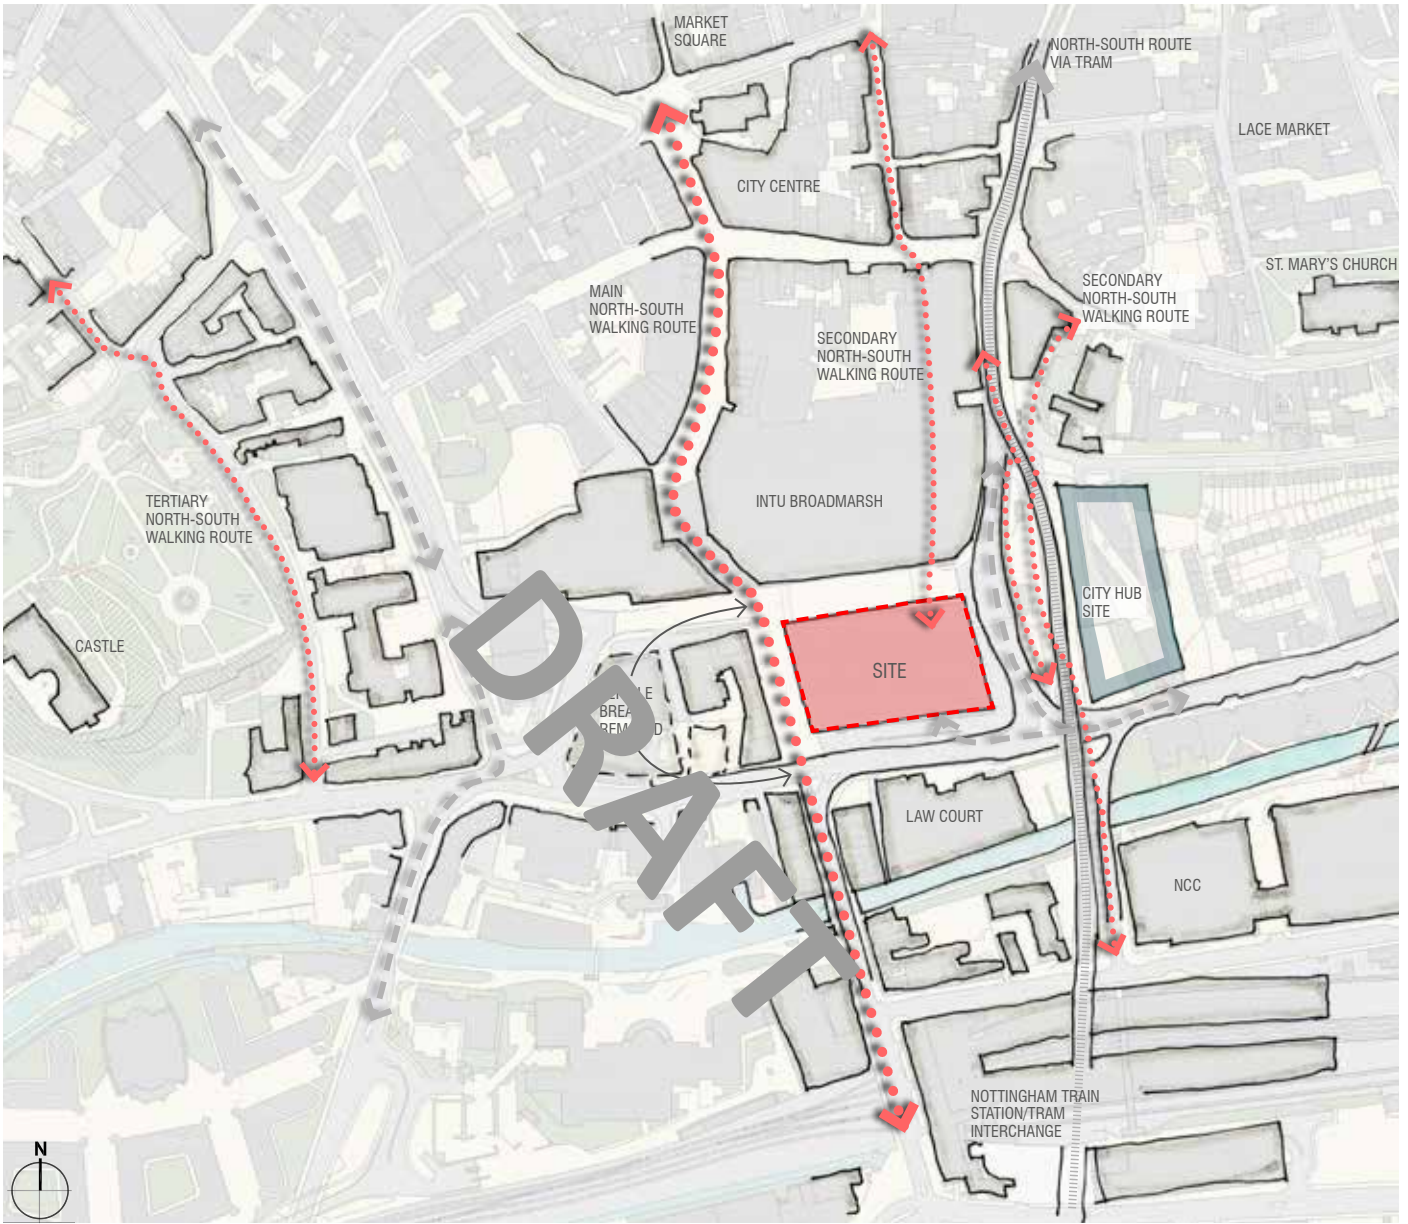 MARKET
SQUARE
NORTH-SOUTH ROUTE
VIA TRAM
LACE MARKET
CITY CENTRE
ST. MARY'S CHURCH
SECONDARY
NORTH-SOUTH
WALKING ROUTE
MAIN
NORTH-SOUTH
WALKING ROUTE
SECONDARY
NORTH-SOUTH
WALKING ROUTE
TERTIARY
NORTH-SOUTH
WALKING ROUTE
INTU BROADMARSH
CITY HUB
SITE
CASTLE
SITE
DRAFT
LAW COURT
NCC
NOTTINGHAM TRAIN
STATION/TRAM
INTERCHANGE
N